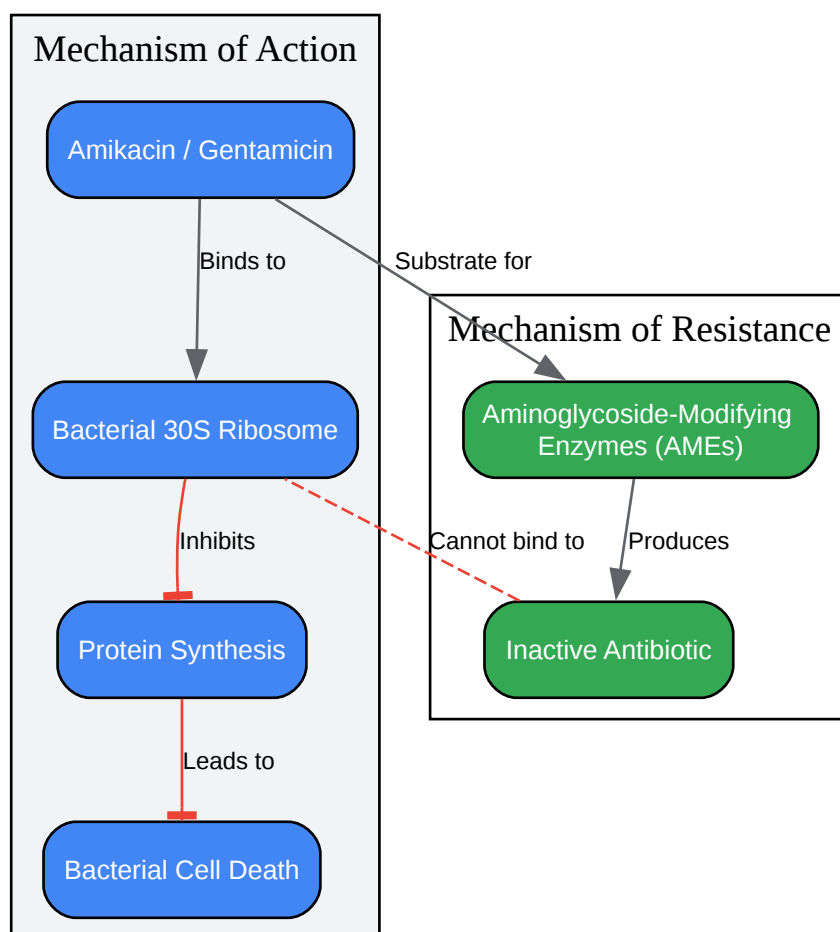 Mechanism of Action
Amikacin / Gentamicin
Binds to
Substrate for
Mechanism of Resistance
Bacterial 30S Ribosome
Aminoglycoside-Modifying
Enzymes (AMEs)
Inhibits
Cannot bind to
Produces
Protein Synthesis
Inactive Antibiotic
Leads to
Bacterial Cell Death